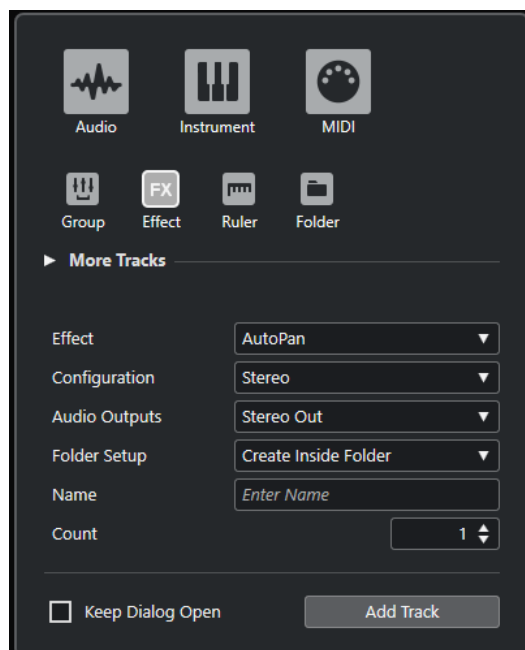 Audio Instrument MIDI
FX
Group Effect Ruler Folder
More Tracks
Effect AutoPan
Configuration Stereo
Audio Outputs Stereo Out
Folder Setup Create Inside Folder
Name Enter Name
Count 1
Keep Dialog Open Add Track